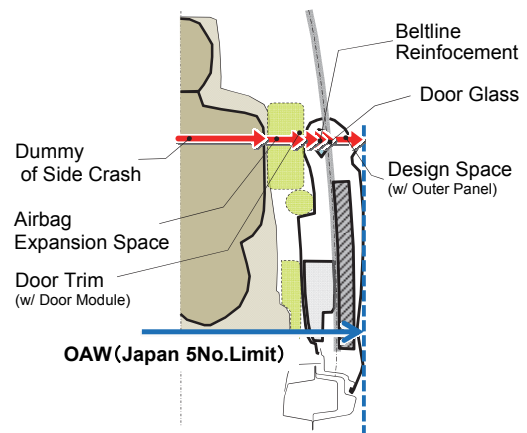 Beltline
Reinfocement
Door Glass
Dummy
of Side Crash
Design Space
(w/ Outer Panel)
Airbag
Expansion Space
Door Trim
(w/ Door Module)
OAW(Japan 5No.Limit)